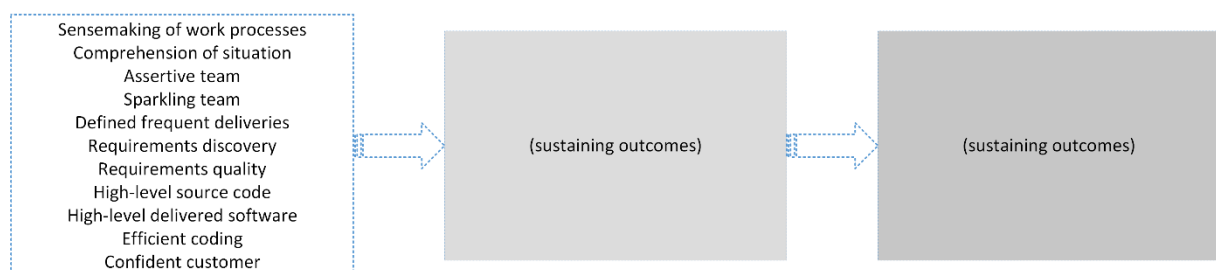 Sensemaking of work processes
Comprehension of situation
Assertive team
Sparkling team
Defined frequent deliveries
Requirements discovery
Requirements quality
High-level source code
High-level delivered software
Efficient coding
Confident customer
(sustaining outcomes)
(sustaining outcomes)